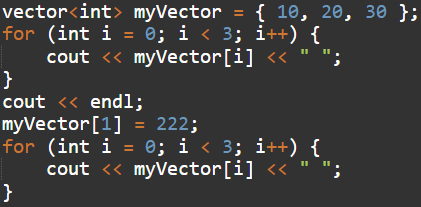 vector<int> myVector = { 10, 20, 30 };
for (int i = 0; i < 3; i++) {
    cout << myVector[i] << " ";
}
cout << endl;
myVector[1] = 222;
for (int i = 0; i < 3; i++) {
    cout << myVector[i] << " ";
}